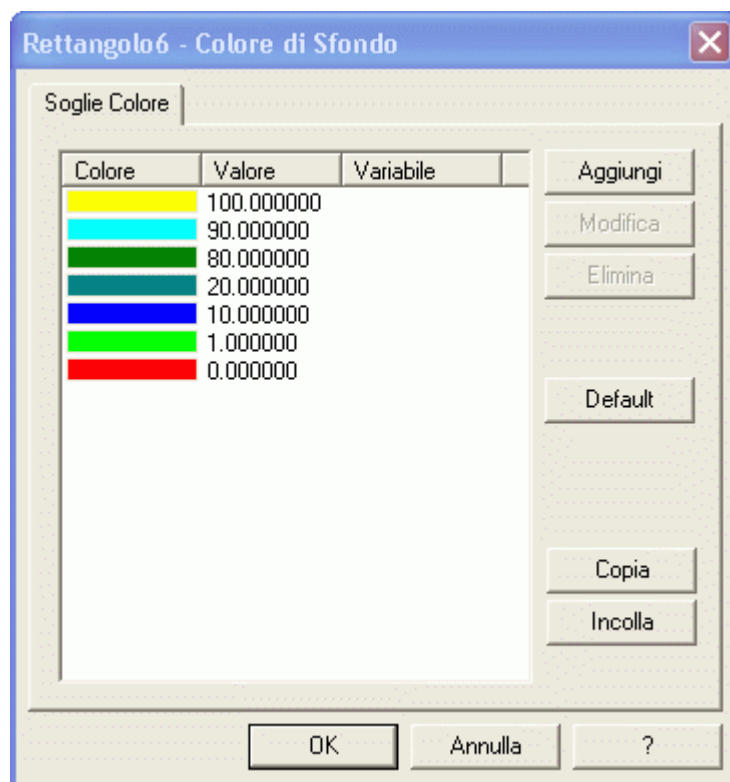 Rettangolo6 - Colore di Sfondo
Soglie Colore
Colore Valore Variabile
100.000000
90.000000
80.000000
20.000000
10.000000
1.000000
0.000000
Aggiungi
Modifica
Elimina
Default
Copia
Incolla
OK Annulla ?